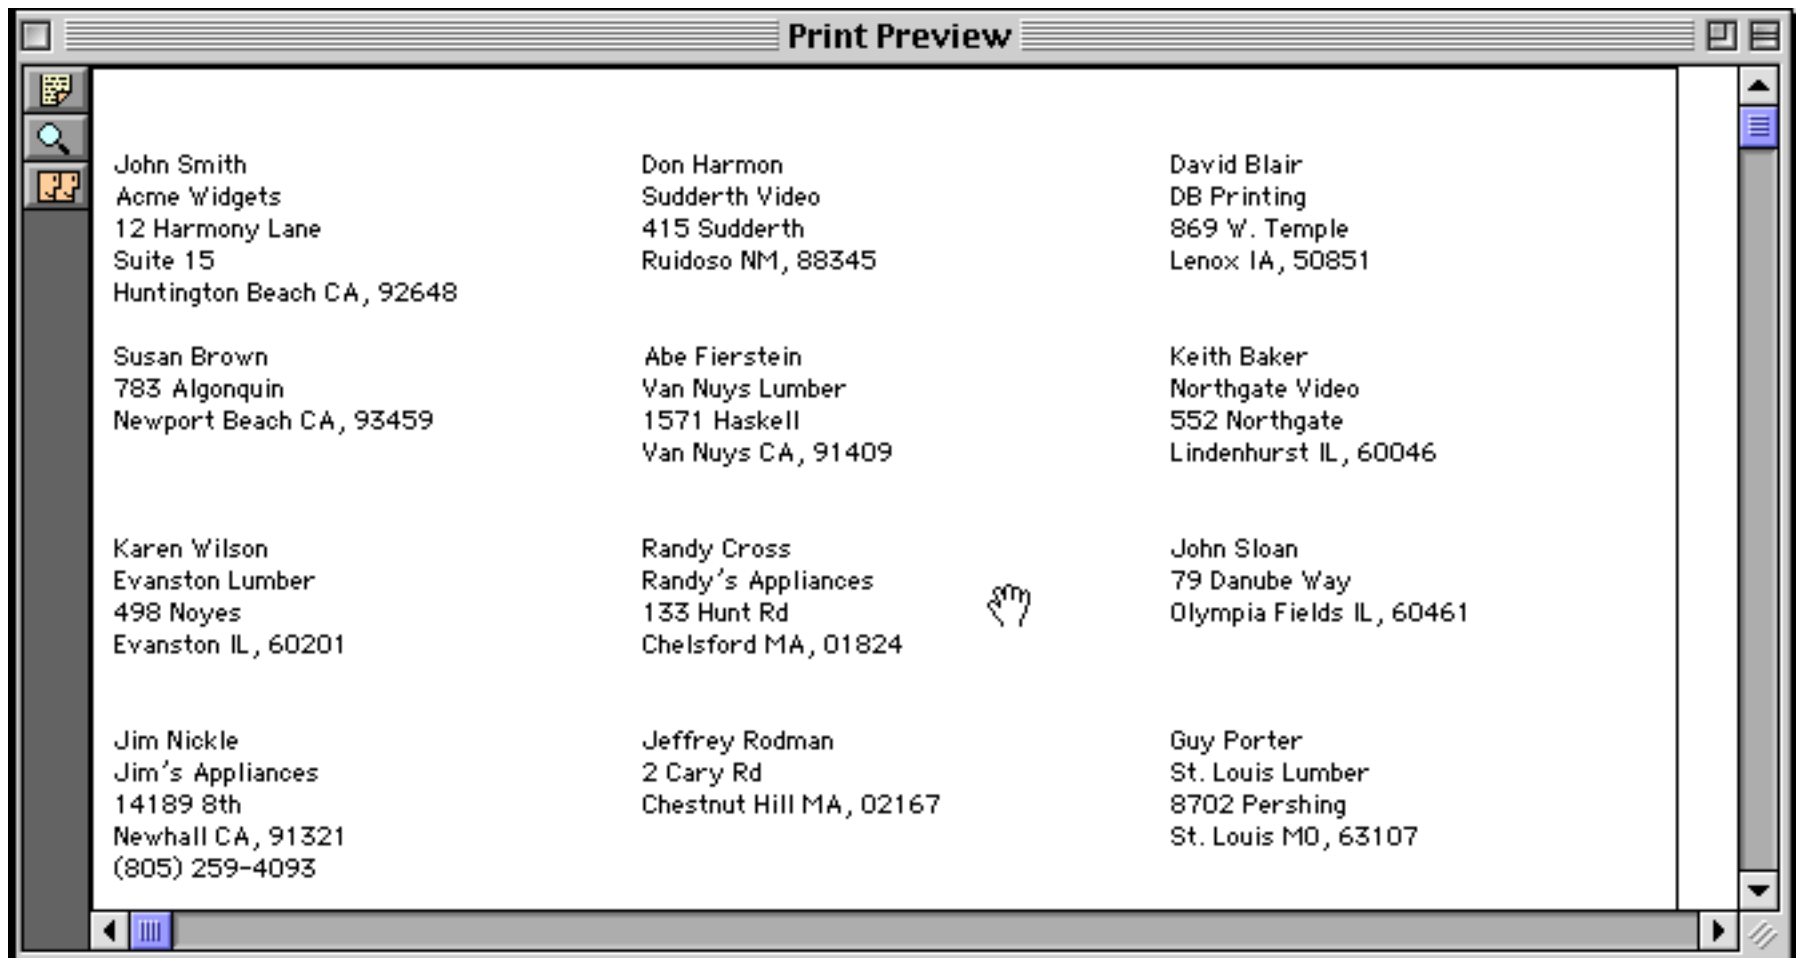 Print Preview
John Smith
Acme Widgets
12 Harmony Lane
Suite 15
Huntington Beach CA, 92648
Don Harmon
Sudderth Video
415 Sudderth
Ruidoso NM, 88345
David Blair
DB Printing
869 W. Temple
Lenox IA, 50851
Susan Brown
783 Algonquin
Newport Beach CA, 93459
Abe Fierstein
Van Nuys Lumber
1571 Haskell
Van Nuys CA, 91409
Keith Baker
Northgate Video
552 Northgate
Lindenhurst IL, 60046
Karen Wilson
Evanston Lumber
498 Noyes
Evanston IL, 60201
Randy Cross
Randy's Appliances
133 Hunt Rd
Chelsford MA, 01824
John Sloan
79 Danube Way
Olympia Fields IL, 60461
Jim Nickle
Jim's Appliances
14189 8th
Newhall CA, 91321
(805) 259-4093
Jeffrey Rodman
2 Cary Rd
Chestnut Hill MA, 02167
Guy Porter
St. Louis Lumber
8702 Pershing
St. Louis MO, 63107